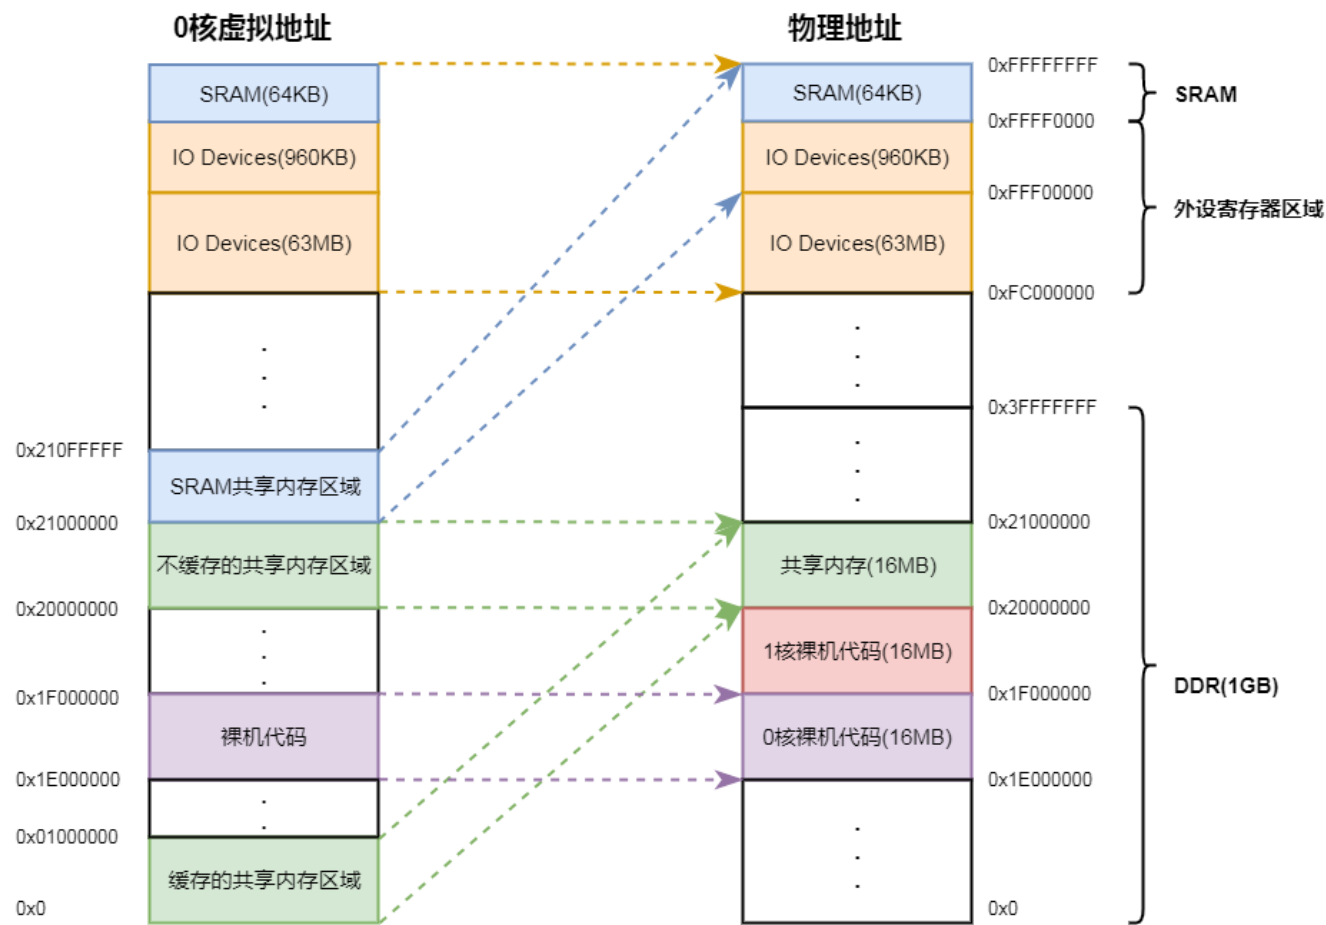 0核虚拟地址
物理地址
SRAM(64KB)
IO Devices(960KB)
IO Devices(63MB)
0x210FFFFF
SRAM共享内存区域
0x21000000
不缓存的共享内存区域
0x20000000
0x1F000000
裸机代码
0x1E000000
0x01000000
缓存的共享内存区域
0x0
0xFFFFFFFF
SRAM(64KB)
SRAM
0xFFFF0000
IO Devices(960KB)
0xFFF00000
外设寄存器区域
IO Devices(63MB)
0xFC000000
0x3FFFFFFF
0x21000000
共享内存(16MB)
0x20000000
1核裸机代码(16MB)
DDR(1GB)
0x1F000000
0核裸机代码(16MB)
0x1E000000
0x0